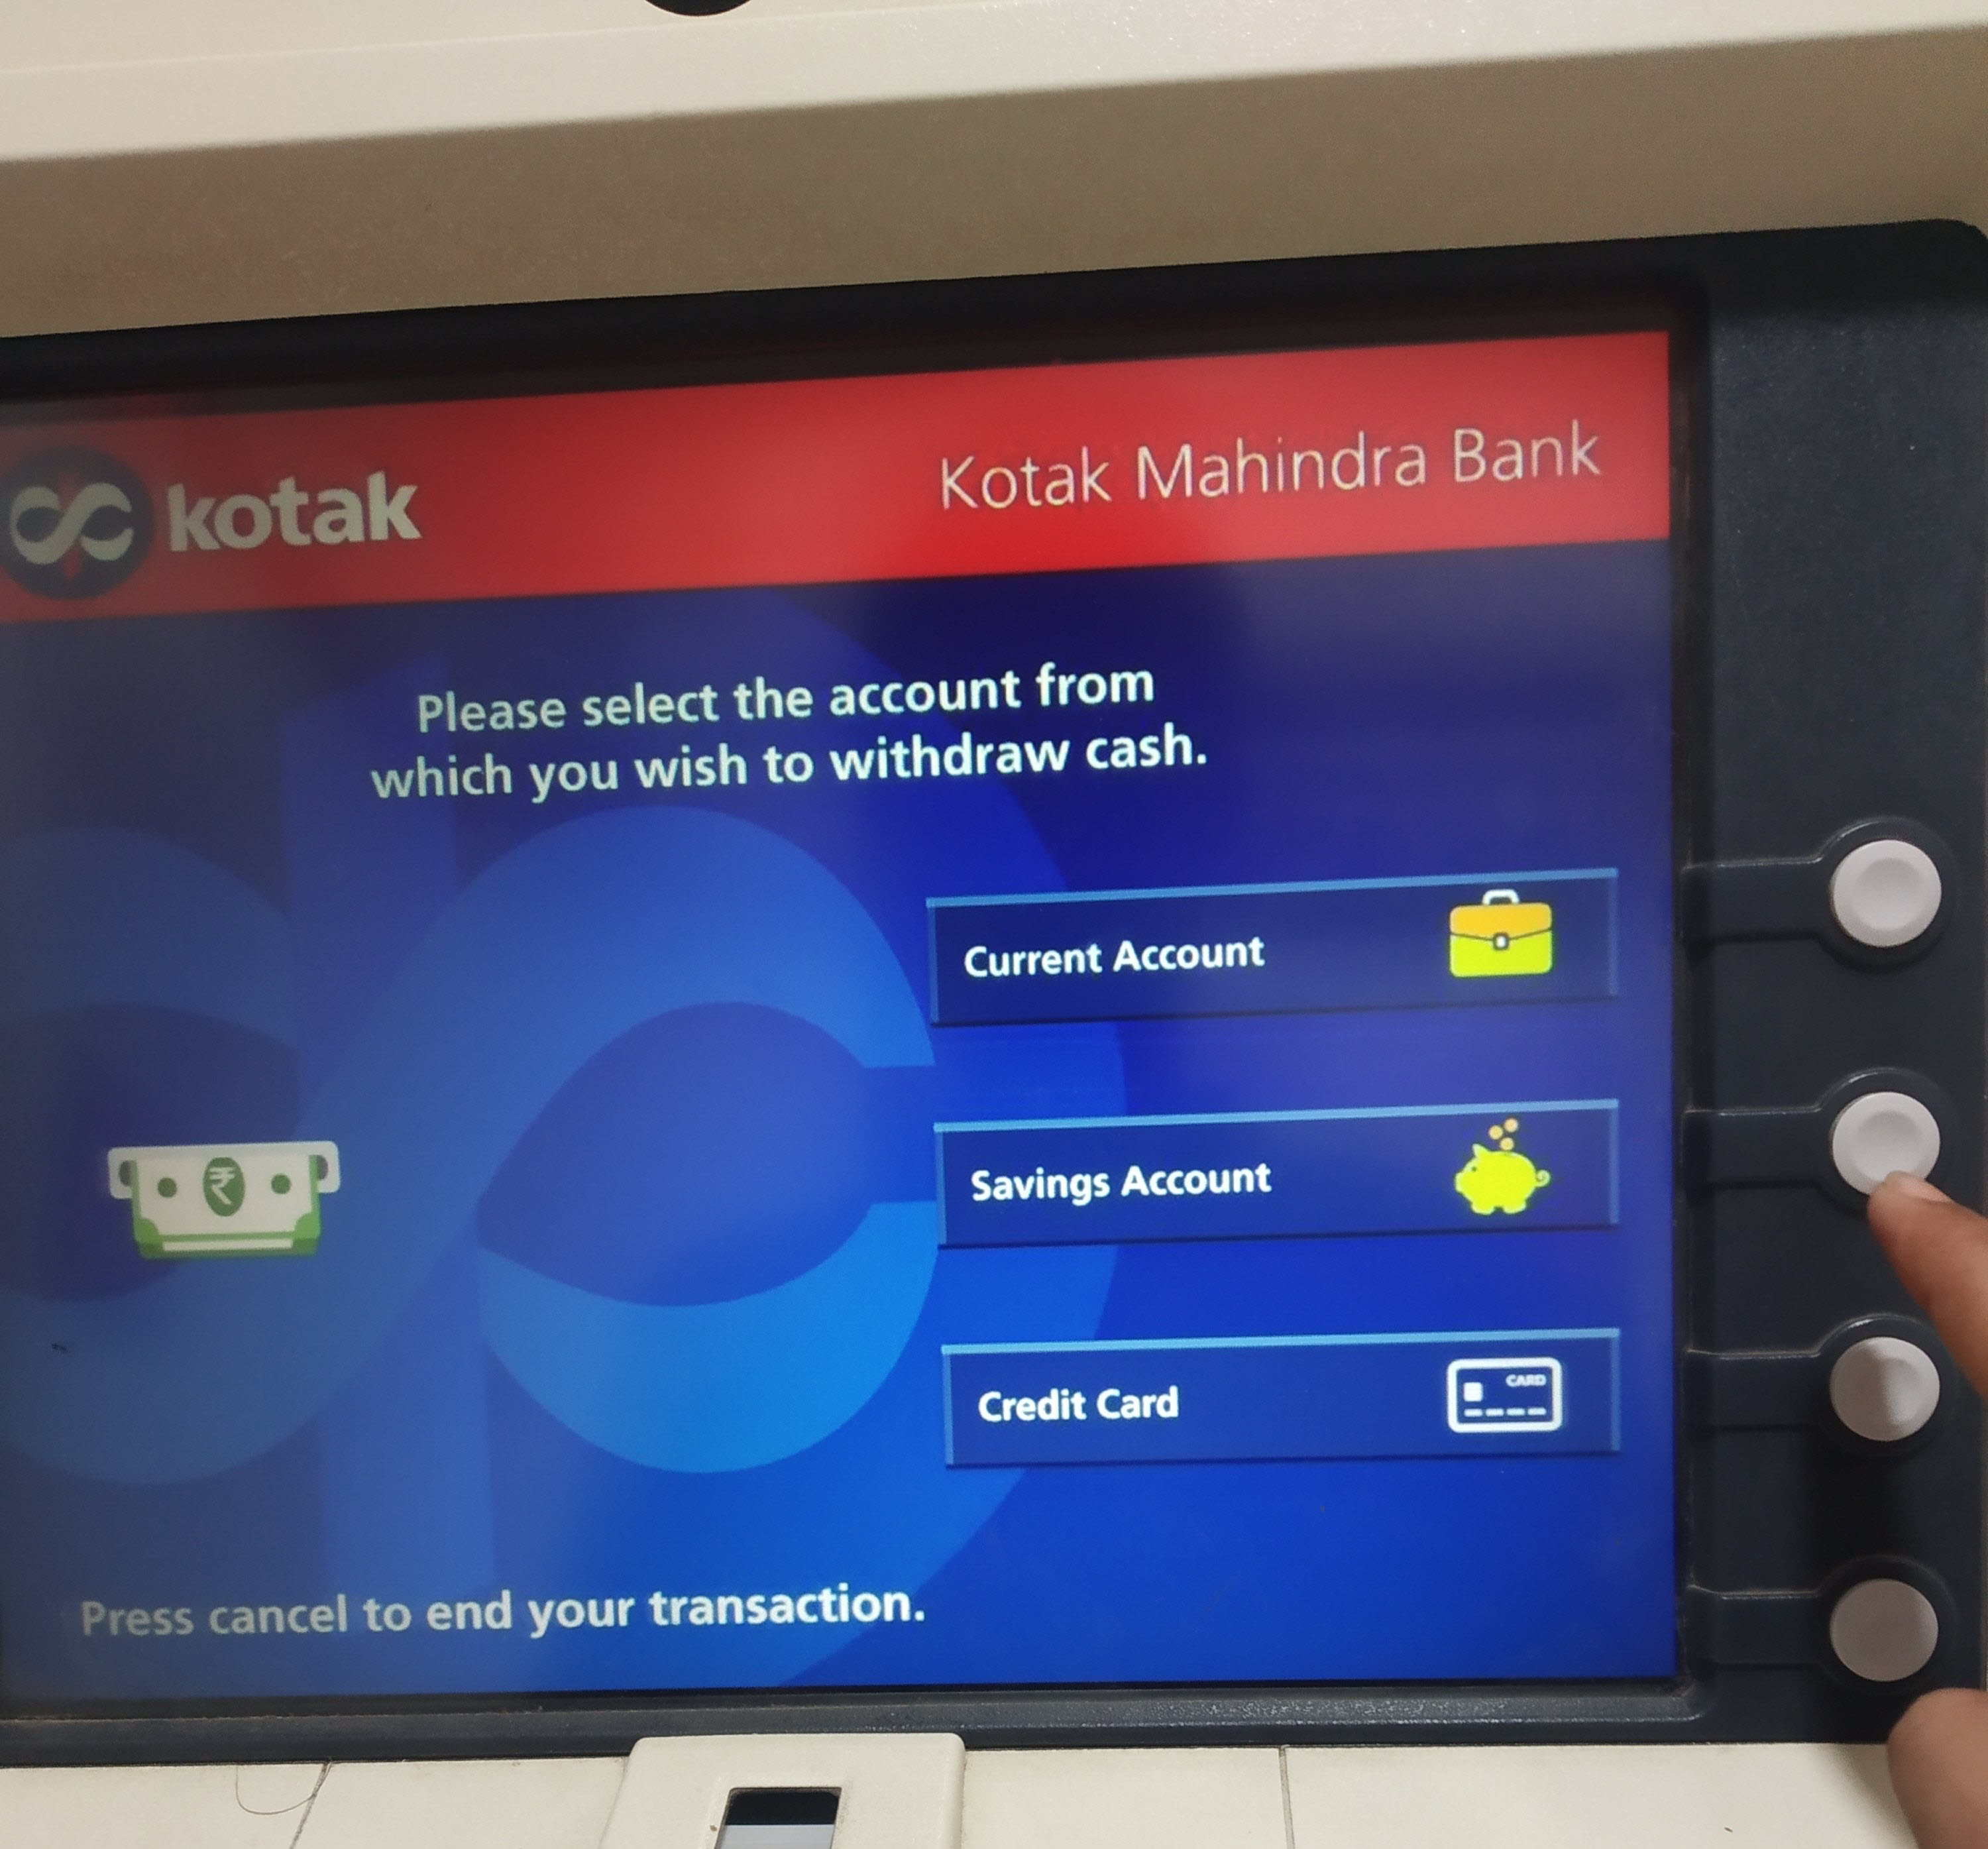 kotak
Kotak Mahindra Bank
Please select the account from
which you wish to withdraw cash.
Current Account
Savings Account
₹
Credit Card
CARD
Press cancel to end your transaction.